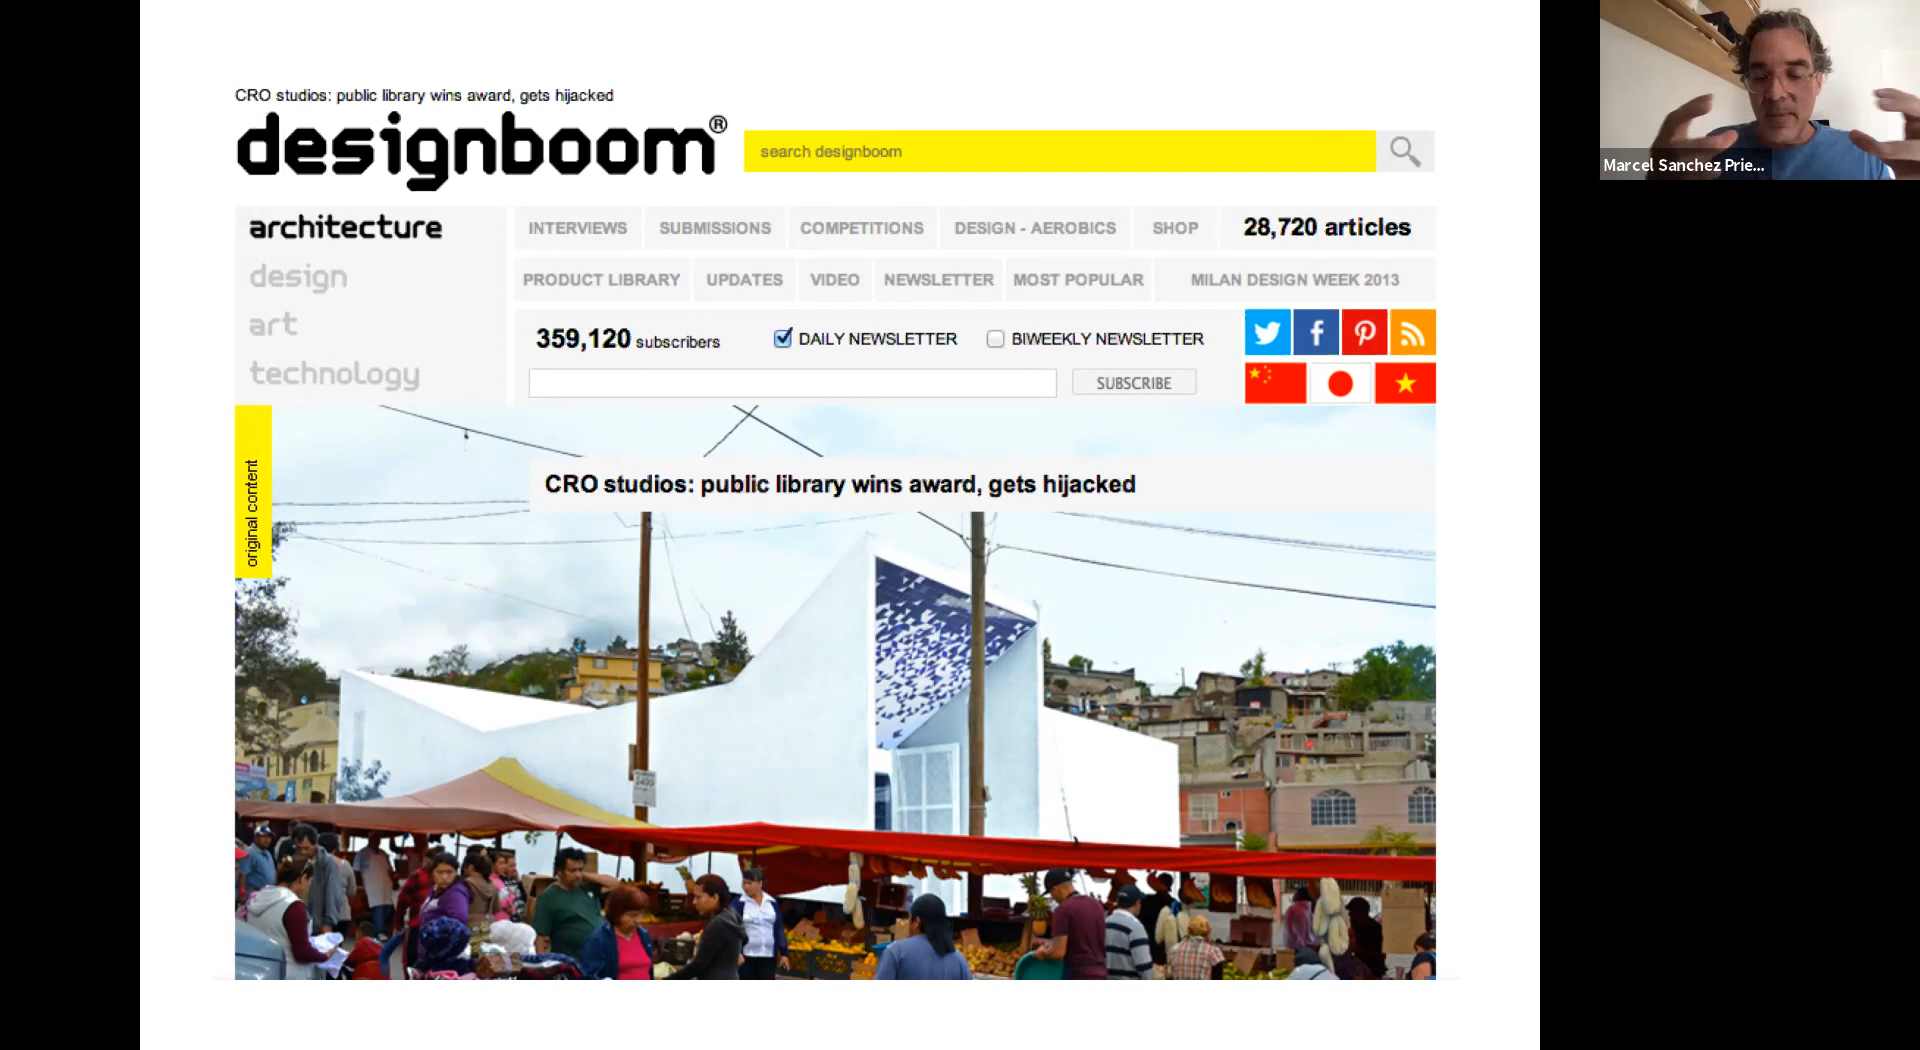 CRO studios: public library wins award, gets hijacked
designboom®
search designboom
architecture
design
art
technology
INTERVIEWS SUBMISSIONS COMPETITIONS DESIGN - AEROBICS SHOP 28,720 articles
PRODUCT LIBRARY UPDATES VIDEO NEWSLETTER MOST POPULAR MILAN DESIGN WEEK 2013
359,120 subscribers DAILY NEWSLETTER BIWEEKLY NEWSLETTER
SUBSCRIBE
original content
CRO studios: public library wins award, gets hijacked
Marcel Sanchez Prie...